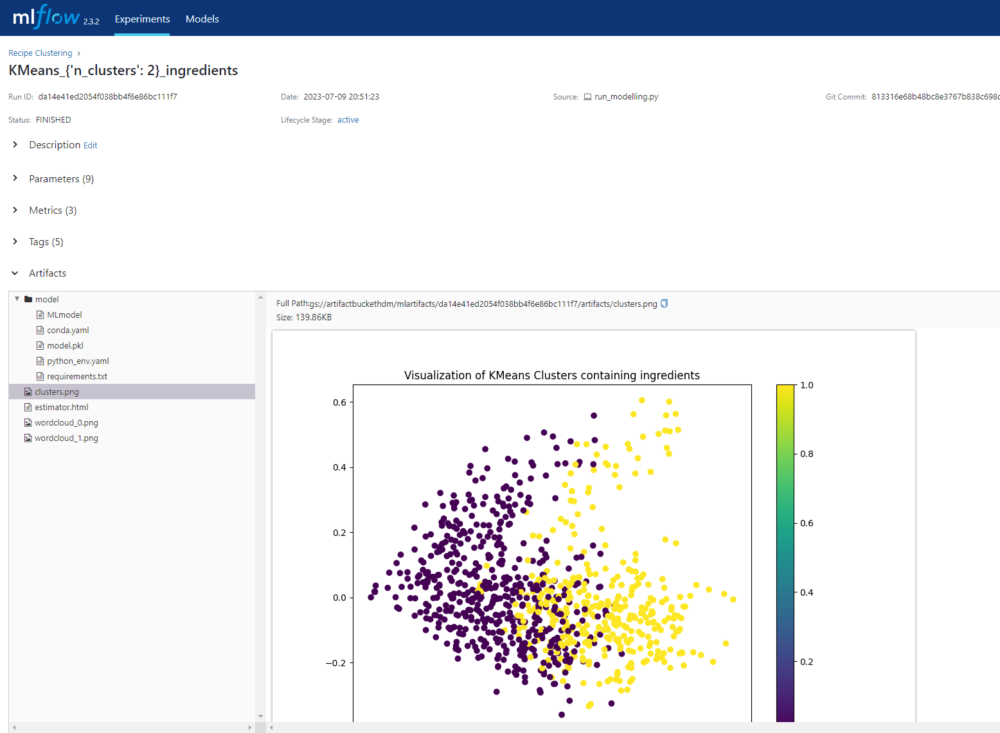 mlflow 2.3.2 Experiments Models
Recipe Clustering
KMeans_{'n_clusters': 2}_ingredients
Run ID: da14e41ed2054f038bb4f6e86bc111f7 Date: 2023-07-09 20:51:23 Source: run_modelling.py Git Commit: 813316e68b48bc8e3767b838c698c
Status: FINISHED Lifecycle Stage: active
Description Edit
Parameters (9)
Metrics (3)
Tags (5)
Artifacts
model
MLmodel
conda.yaml
model.pkl
python_env.yaml
requirements.txt
clusters.png
estimator.html
wordcloud_0.png
wordcloud_1.png
Full Path:gs://artifactbuckethdm/mlartifacts/da14e41ed2054f038bb4f6e86bc111f7/artifacts/clusters.png
Size: 139.86KB
Visualization of KMeans Clusters containing ingredients
0.6
0.4
0.2
0.0
−0.2
1.0
0.8
0.6
0.4
0.2